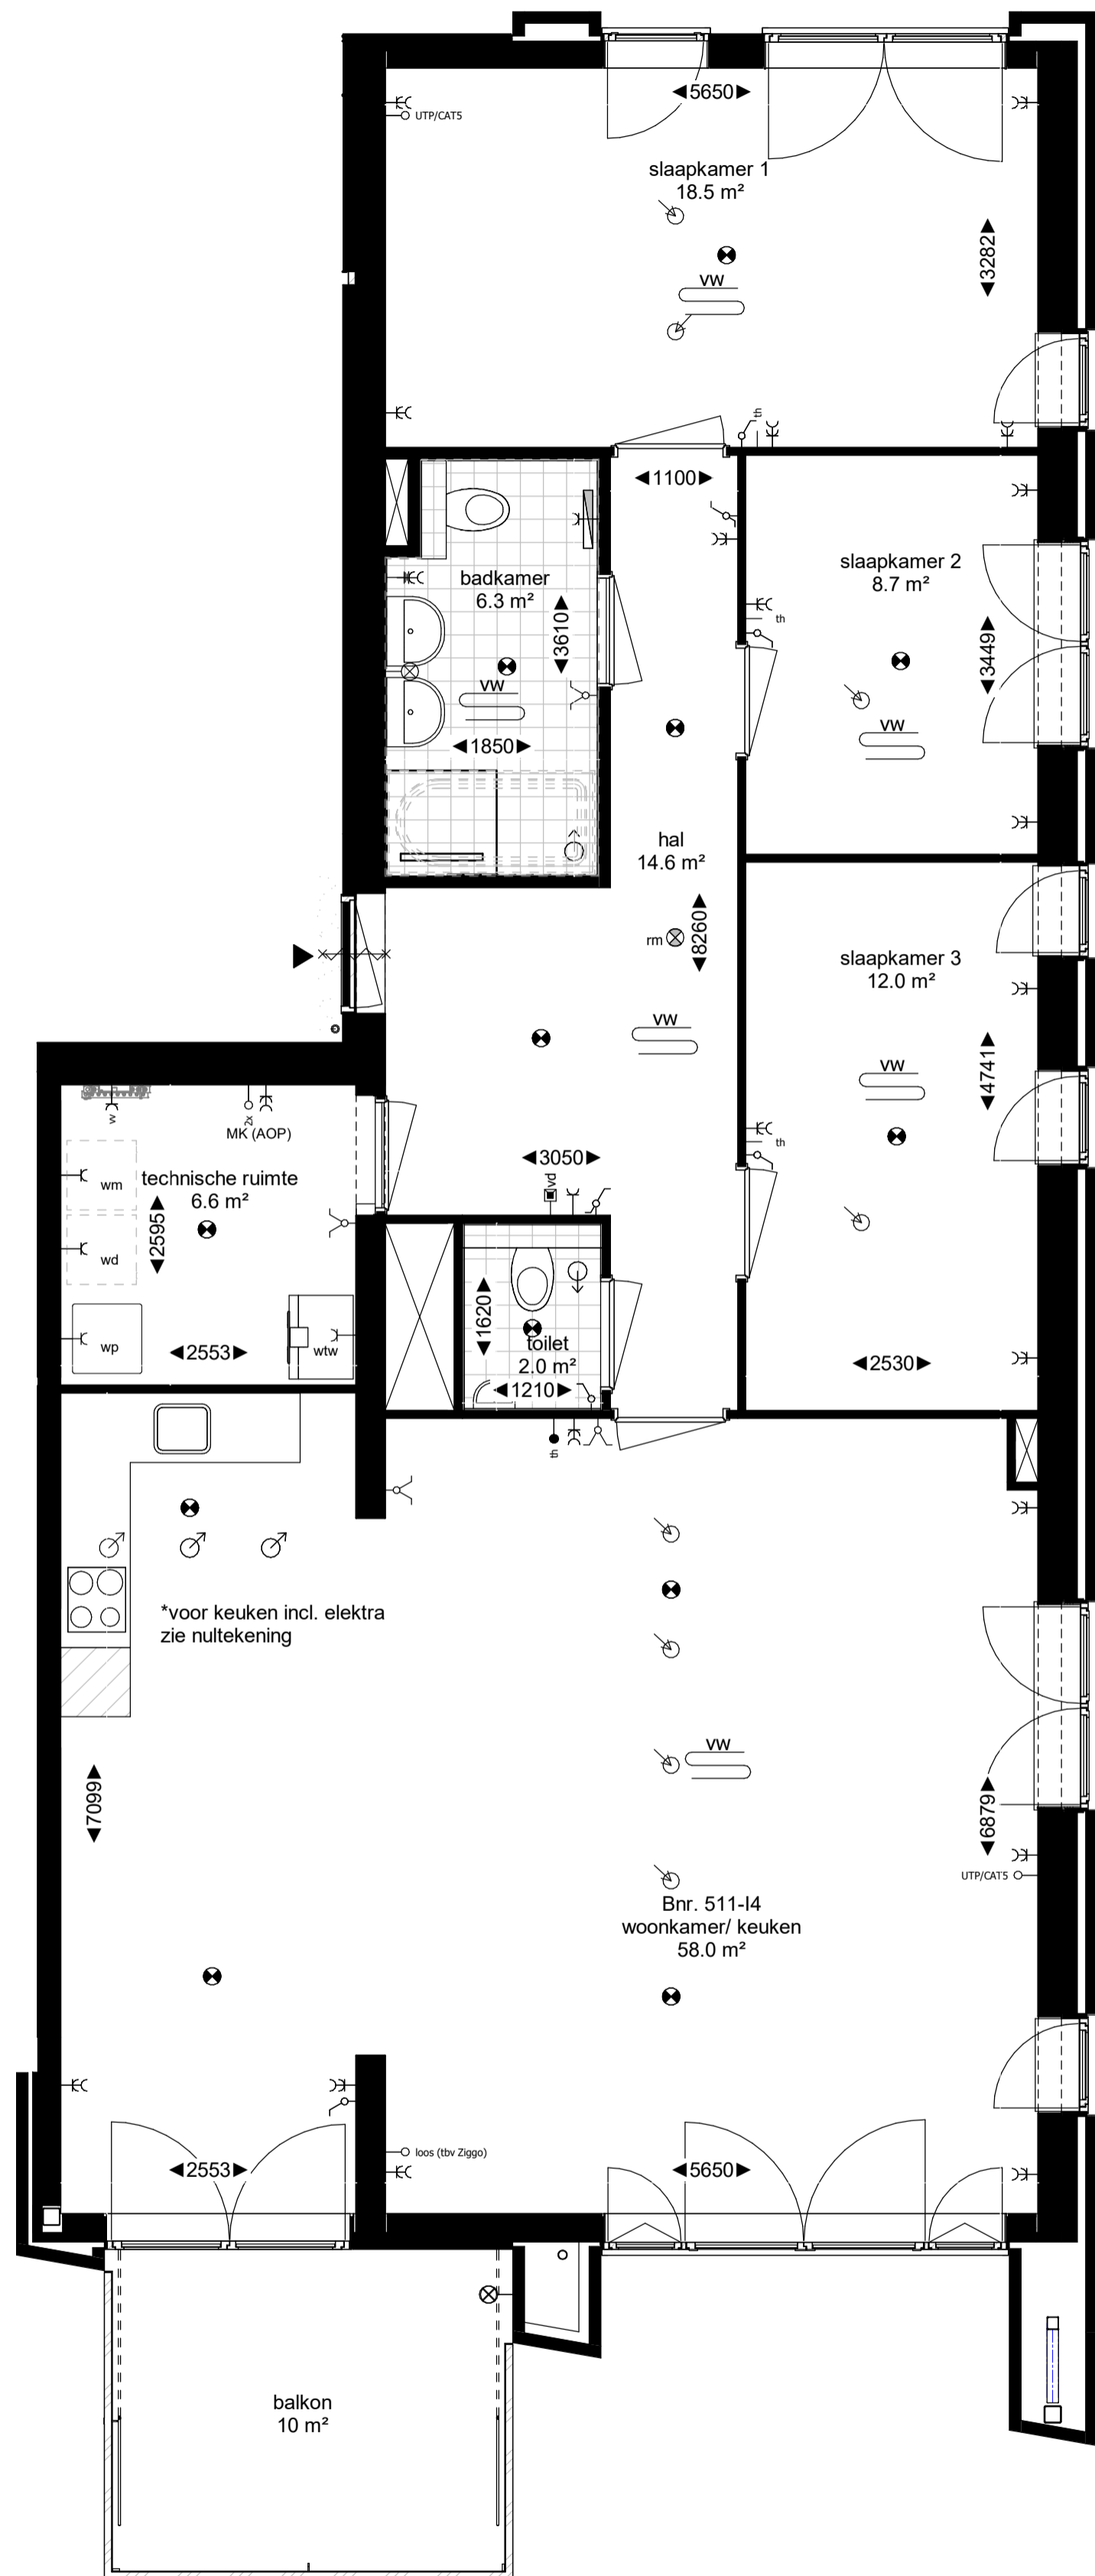 5650
UTP/CAT5
slaapkamer 1
18.5 m²
3282
vw
th
1100
slaapkamer 2
8.7 m²
badkamer
6.3 m²
3610
th
3449
vw
vw
1850
hal
14.6 m²
rm
8260
slaapkamer 3
12.0 m²
vw
vw
4741
th
v
2x
MK (AOP)
wm
technische ruimte
6.6 m²
3050
vd
2595
wd
wp
2553
wtw
1620
toilet
2.0 m²
1210
2530
th
*voor keuken incl. elektra
zie nultekening
vw
7099
6879
UTP/CAT5
Bnr. 511-I4
woonkamer/ keuken
58.0 m²
loos (tbv Ziggo)
2553
5650
balkon
10 m²